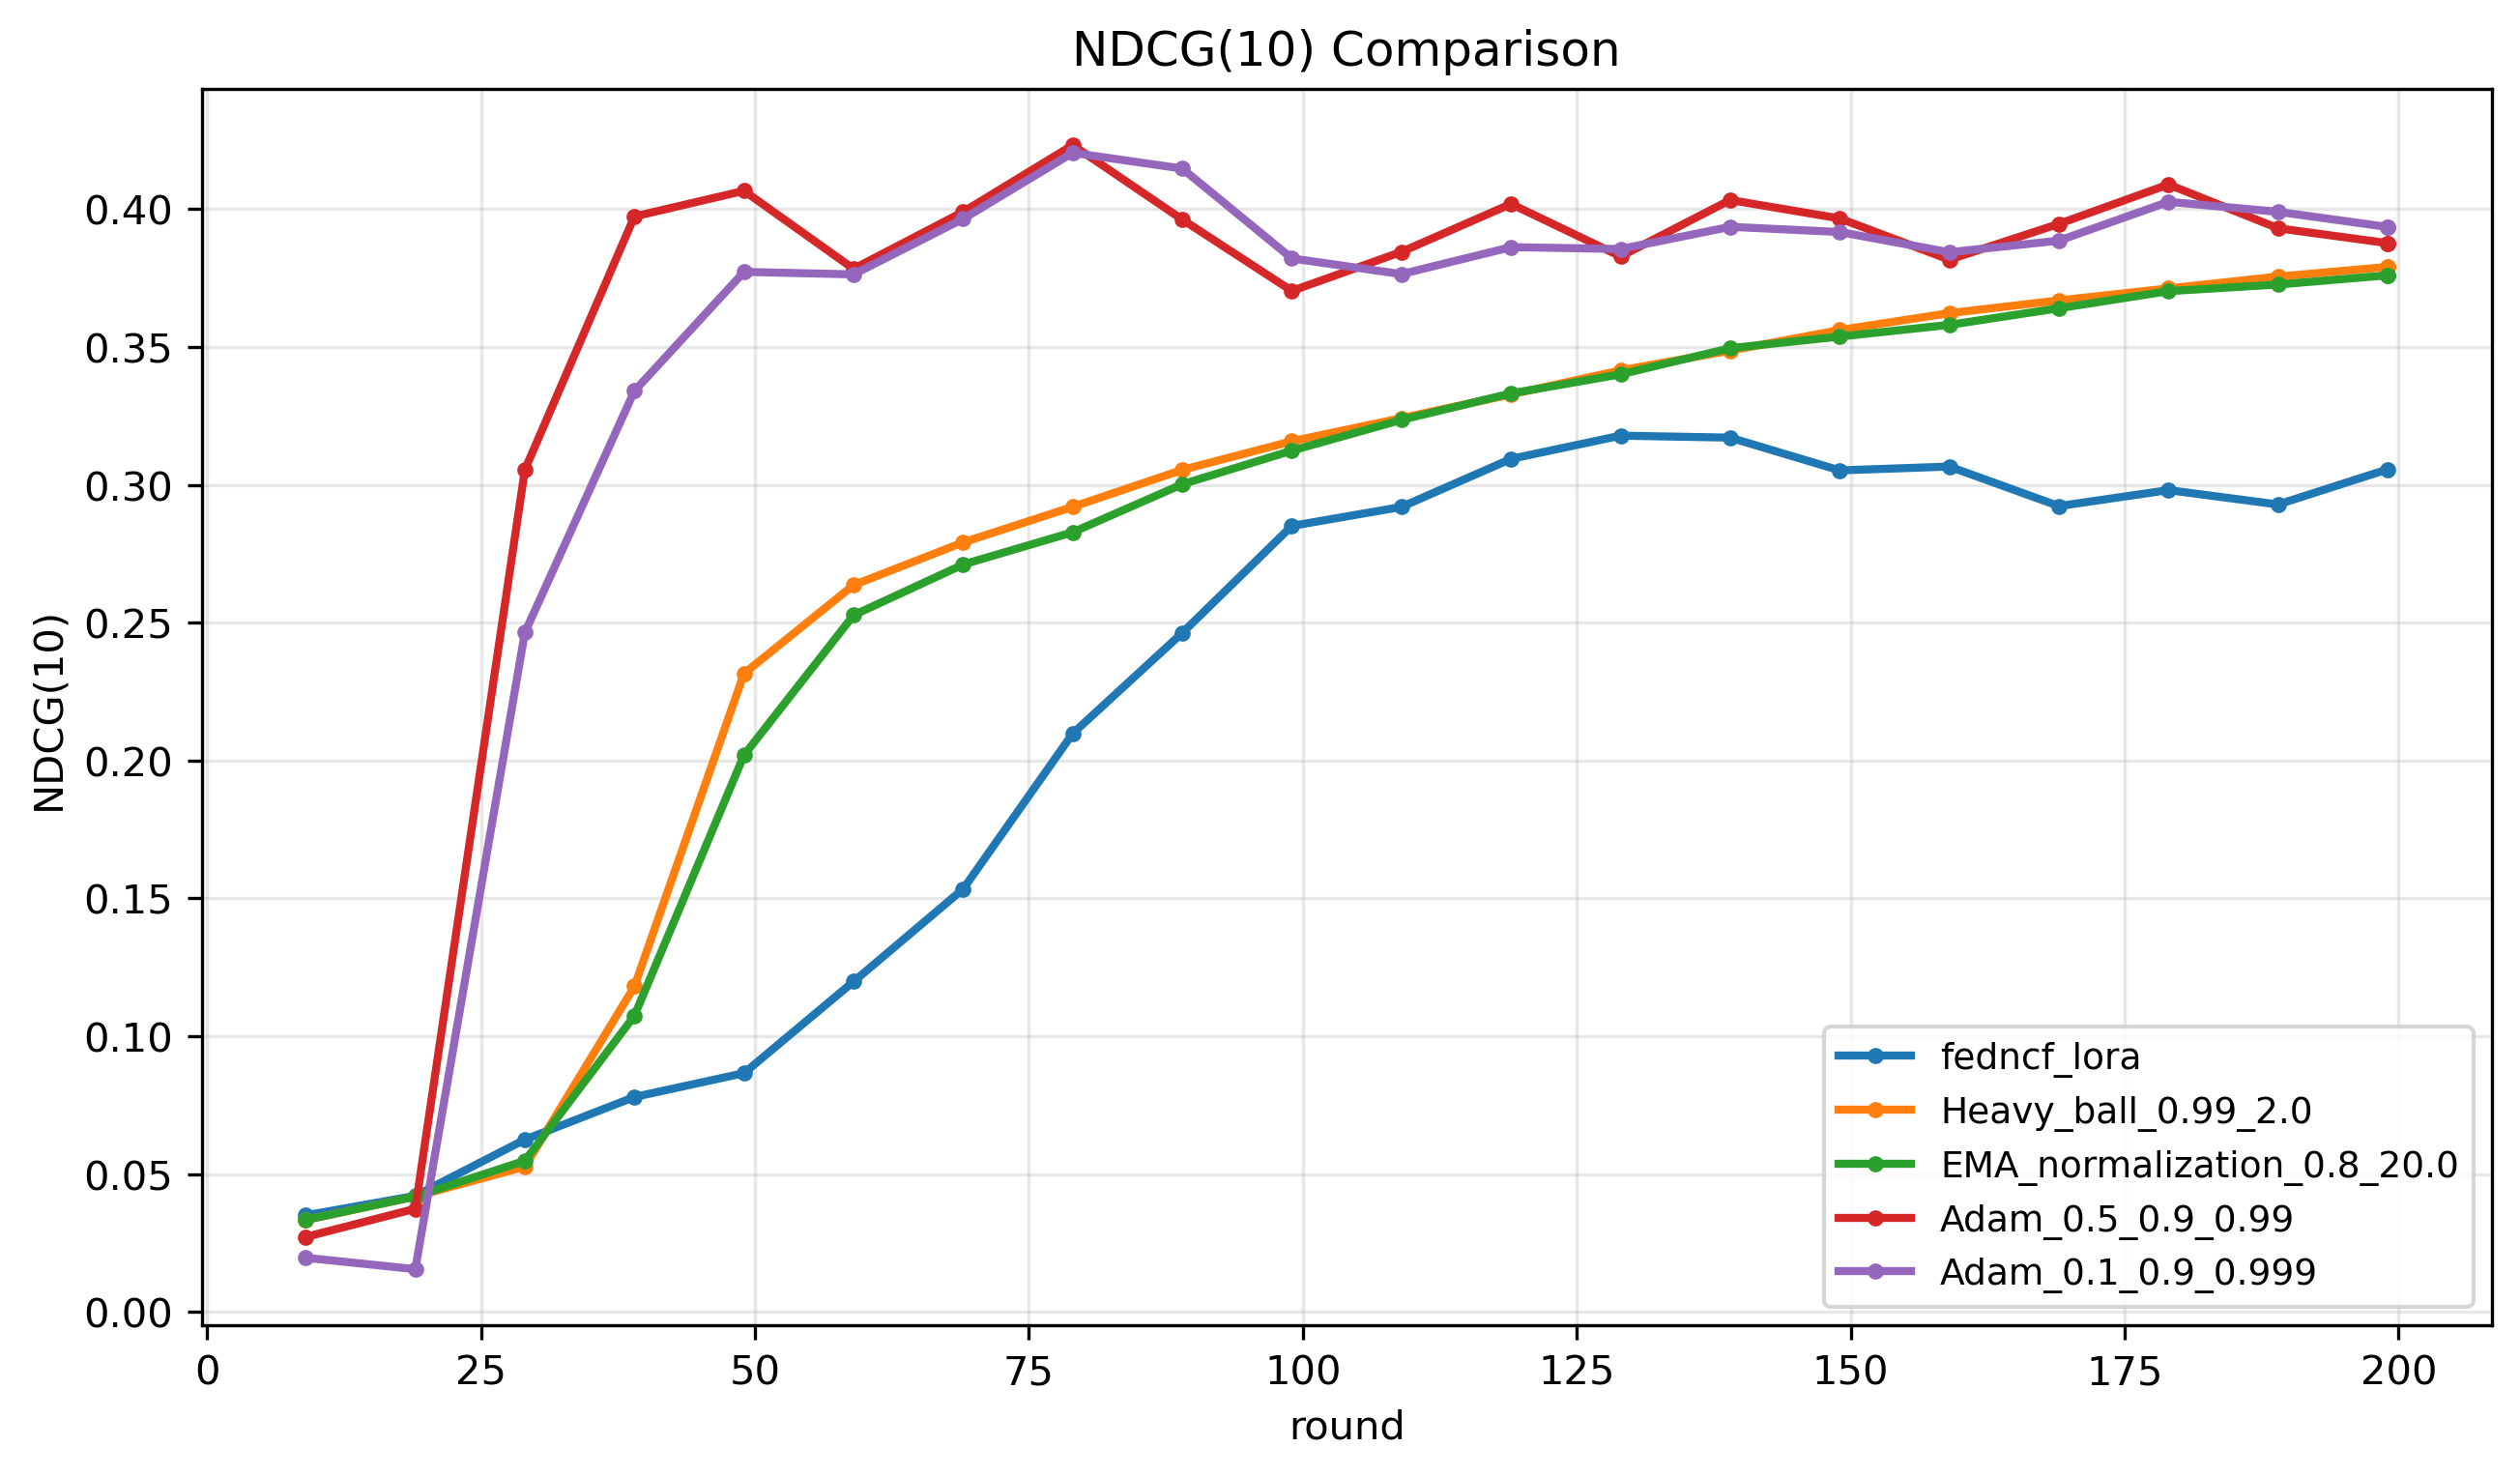 NDCG(10) Comparison
NDCG(10)
0.40
0.35
0.30
0.25
0.20
0.15
0.10
0.05
0.00
0 25 50 75 100 125 150 175 200
round
fedncf_lora
Heavy_ball_0.99_2.0
EMA_normalization_0.8_20.0
Adam_0.5_0.9_0.99
Adam_0.1_0.9_0.999